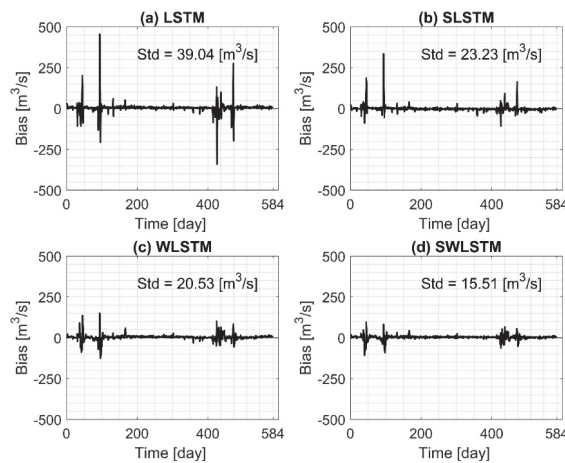 (a) LSTM
500
250
0
-250
-500
Bias [m³/s]
Std = 39.04 [m³/s]
0
200
400
584
Time [day]
(b) SLSTM
500
250
0
-250
-500
Bias [m³/s]
Std = 23.23 [m³/s]
0
200
400
584
Time [day]
(c) WLSTM
500
250
0
-250
-500
Bias [m³/s]
Std = 20.53 [m³/s]
0
200
400
584
Time [day]
(d) SWLSTM
500
250
0
-250
-500
Bias [m³/s]
Std = 15.51 [m³/s]
0
200
400
584
Time [day]